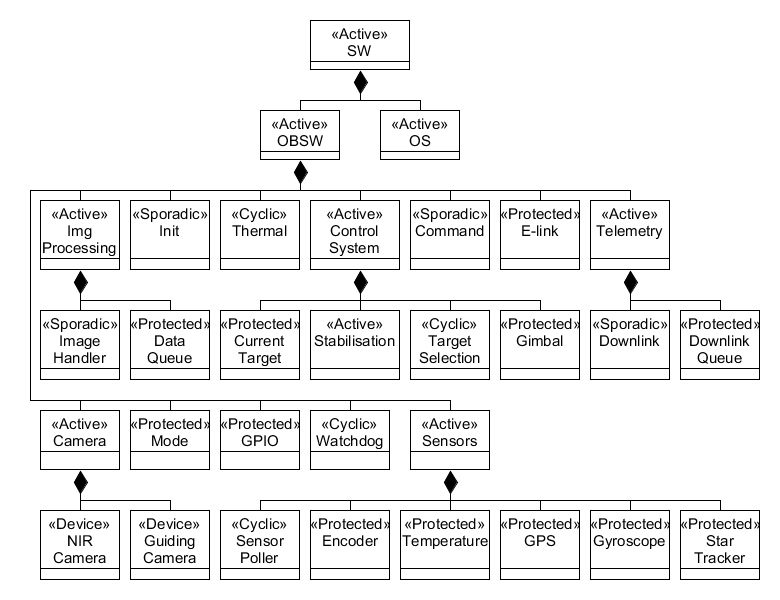 «Active»
SW
«Active»
OBSW
«Active»
OS
«Active»
Img
Processing
«Sporadic»
Init
«Cyclic»
Thermal
«Active»
Control
System
«Sporadic»
Command
«Protected»
E-link
«Active»
Telemetry
«Sporadic»
Image
Handler
«Protected»
Data
Queue
«Protected»
Current
Target
«Active»
Stabilisation
«Cyclic»
Target
Selection
«Protected»
Gimbal
«Sporadic»
Downlink
«Protected»
Downlink
Queue
«Active»
Camera
«Protected»
Mode
«Protected»
GPIO
«Cyclic»
Watchdog
«Active»
Sensors
«Device»
NIR
Camera
«Device»
Guiding
Camera
«Cyclic»
Sensor
Poller
«Protected»
Encoder
«Protected»
Temperature
«Protected»
GPS
«Protected»
Gyroscope
«Protected»
Star
Tracker